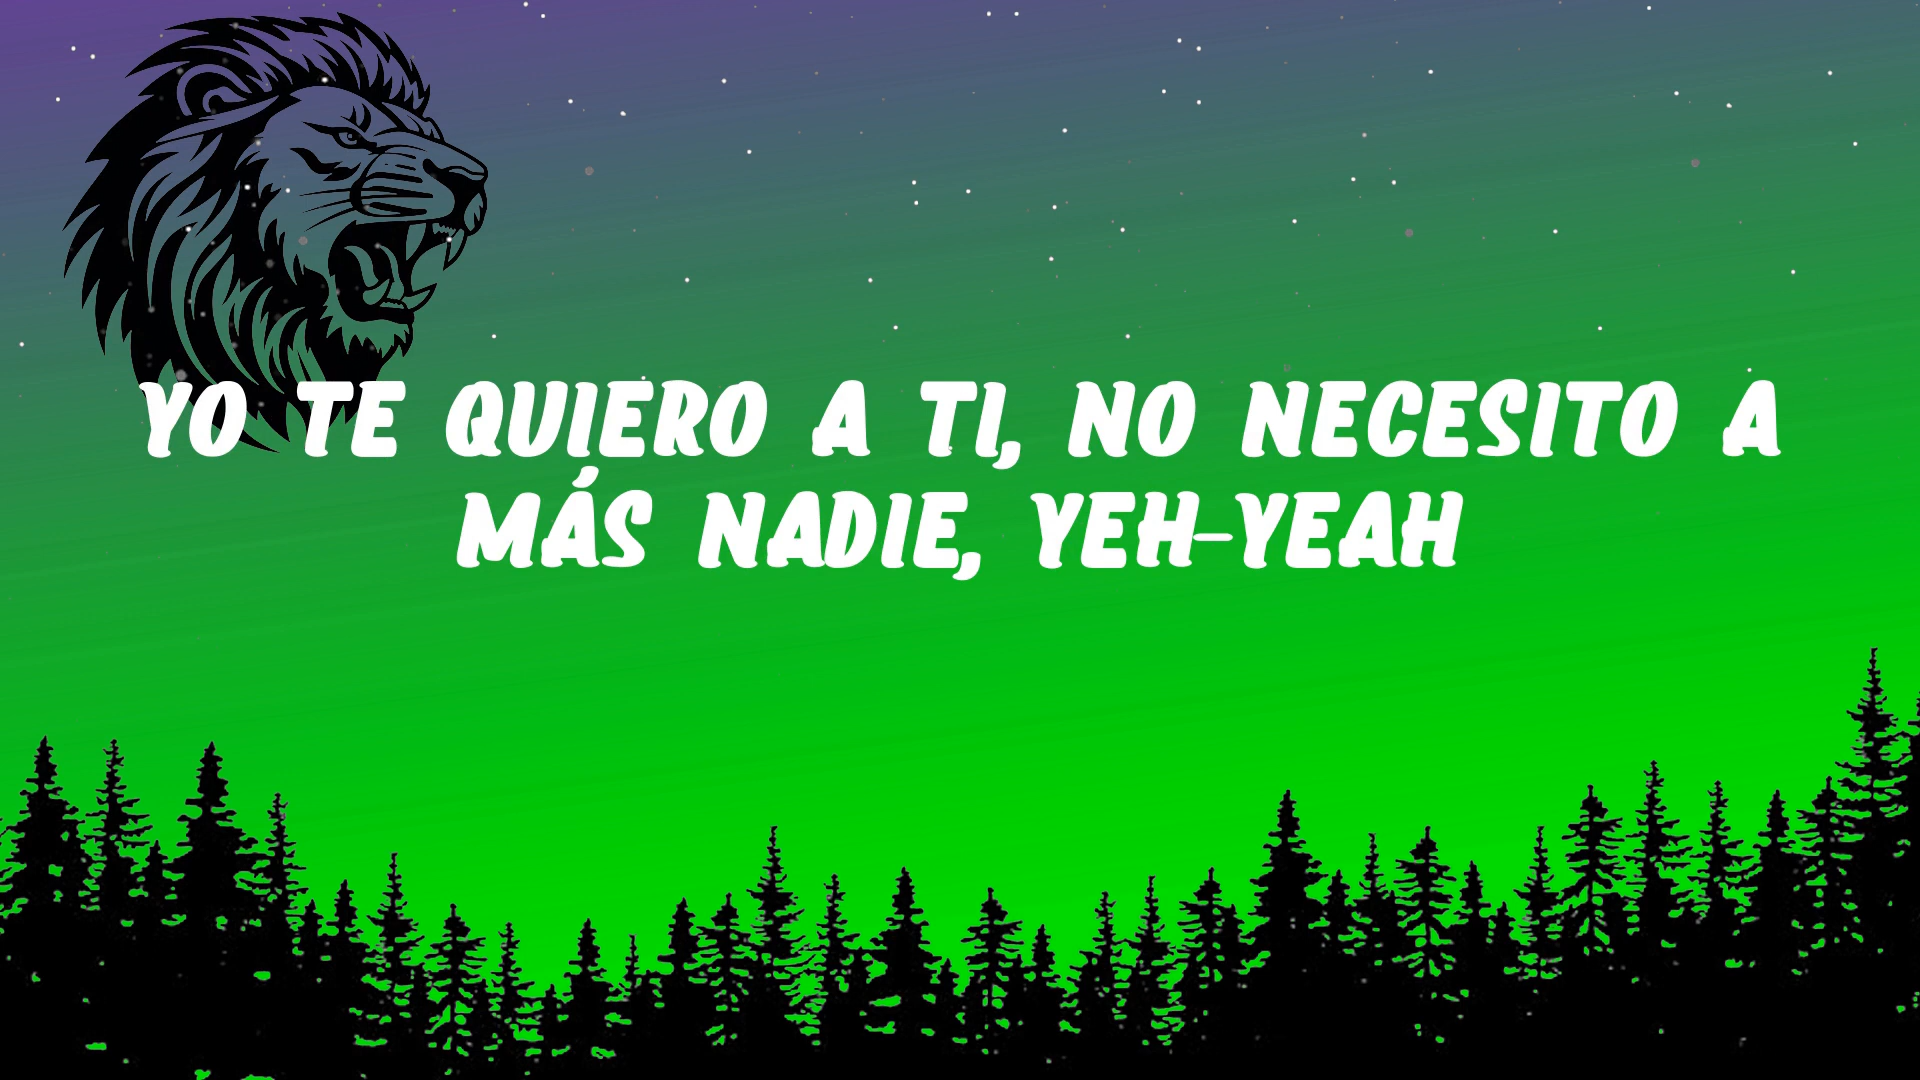 YO TE QUIERO A TI, NO NECESITO A
MÁS NADIE, YEH-YEAH